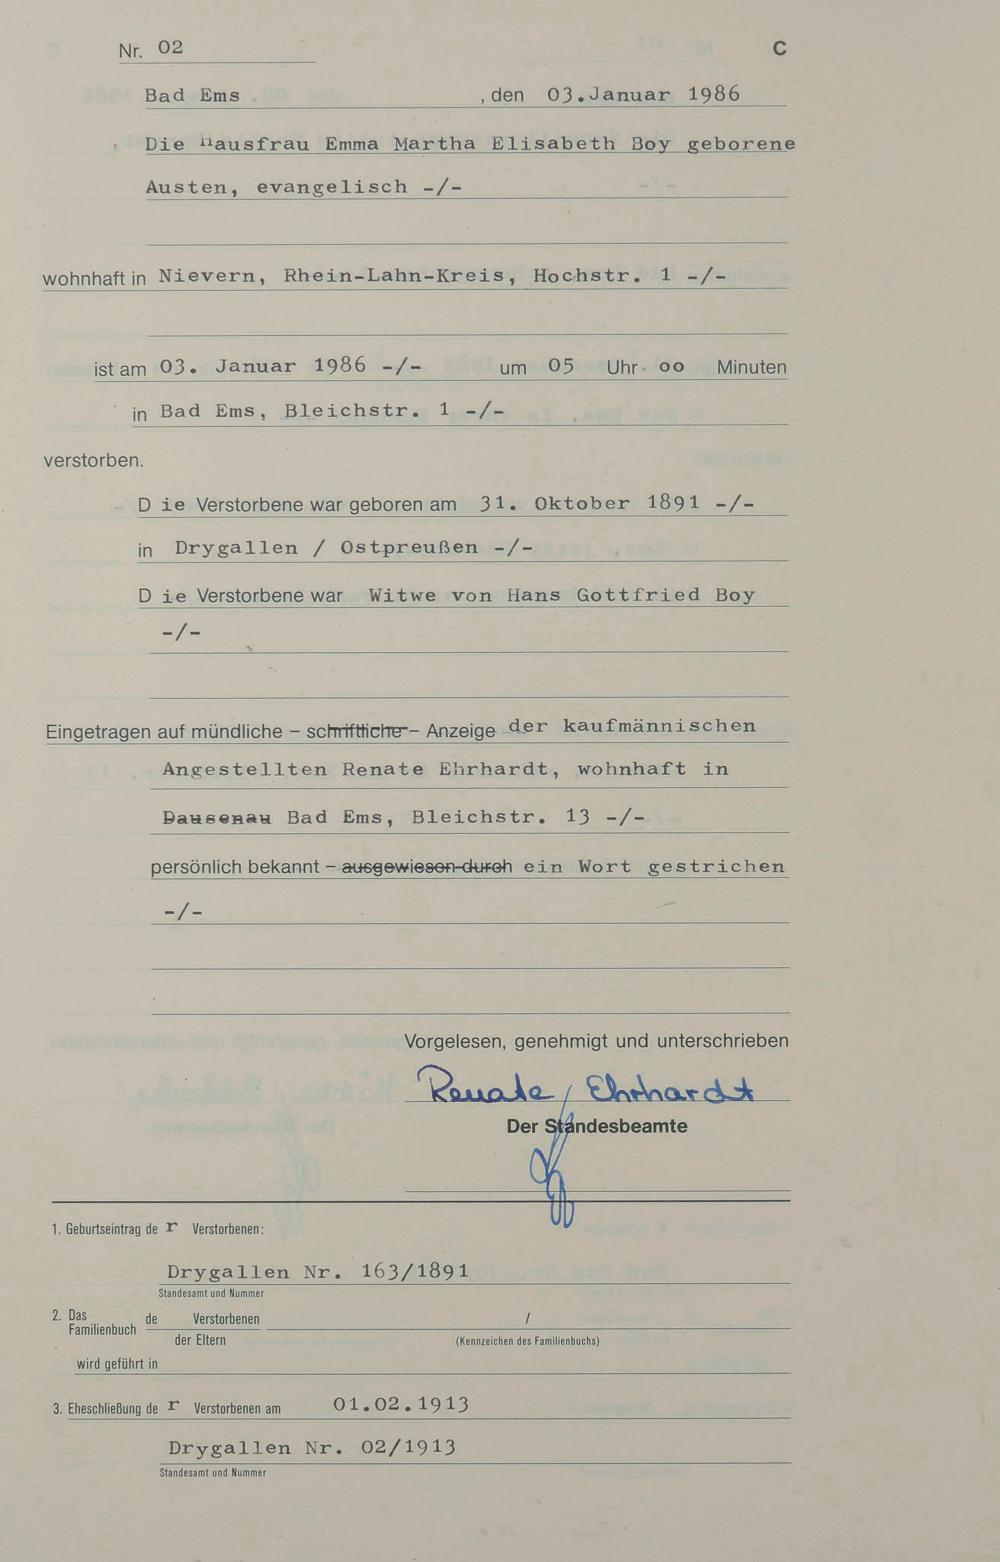 Nr. 02 C
Bad Ems , den 03.Januar 1986
Die Hausfrau Emma Martha Elisabeth Boy geborene
Austen, evangelisch -/-
wohnhaft in Nievern, Rhein-Lahn-Kreis, Hochstr. 1 -/-
ist am 03. Januar 1986 -/- um 05 Uhr oo Minuten
in Bad Ems, Bleichstr. 1 -/-
verstorben.
D ie Verstorbene war geboren am 31. Oktober 1891 -/-
in Drygallen / Ostpreußen -/-
D ie Verstorbene war Witwe von Hans Gottfried Boy
-/-
Eingetragen auf mündliche – schriftliche – Anzeige der kaufmännischen
Angestellten Renate Ehrhardt, wohnhaft in
Dausenau Bad Ems, Bleichstr. 13 -/-
persönlich bekannt – ausgewiesen durch ein Wort gestrichen
-/-
Vorgelesen, genehmigt und unterschrieben
Renate Ehrhardt
Der Standesbeamte
1. Geburtseintrag de r Verstorbenen:
Drygallen Nr. 163/1891
Standesamt und Nummer
2. Das Familienbuch de Verstorbenen /
der Eltern (Kennzeichen des Familienbuchs)
wird geführt in
3. Eheschließung de r Verstorbenen am 01.02.1913
Drygallen Nr. 02/1913
Standesamt und Nummer